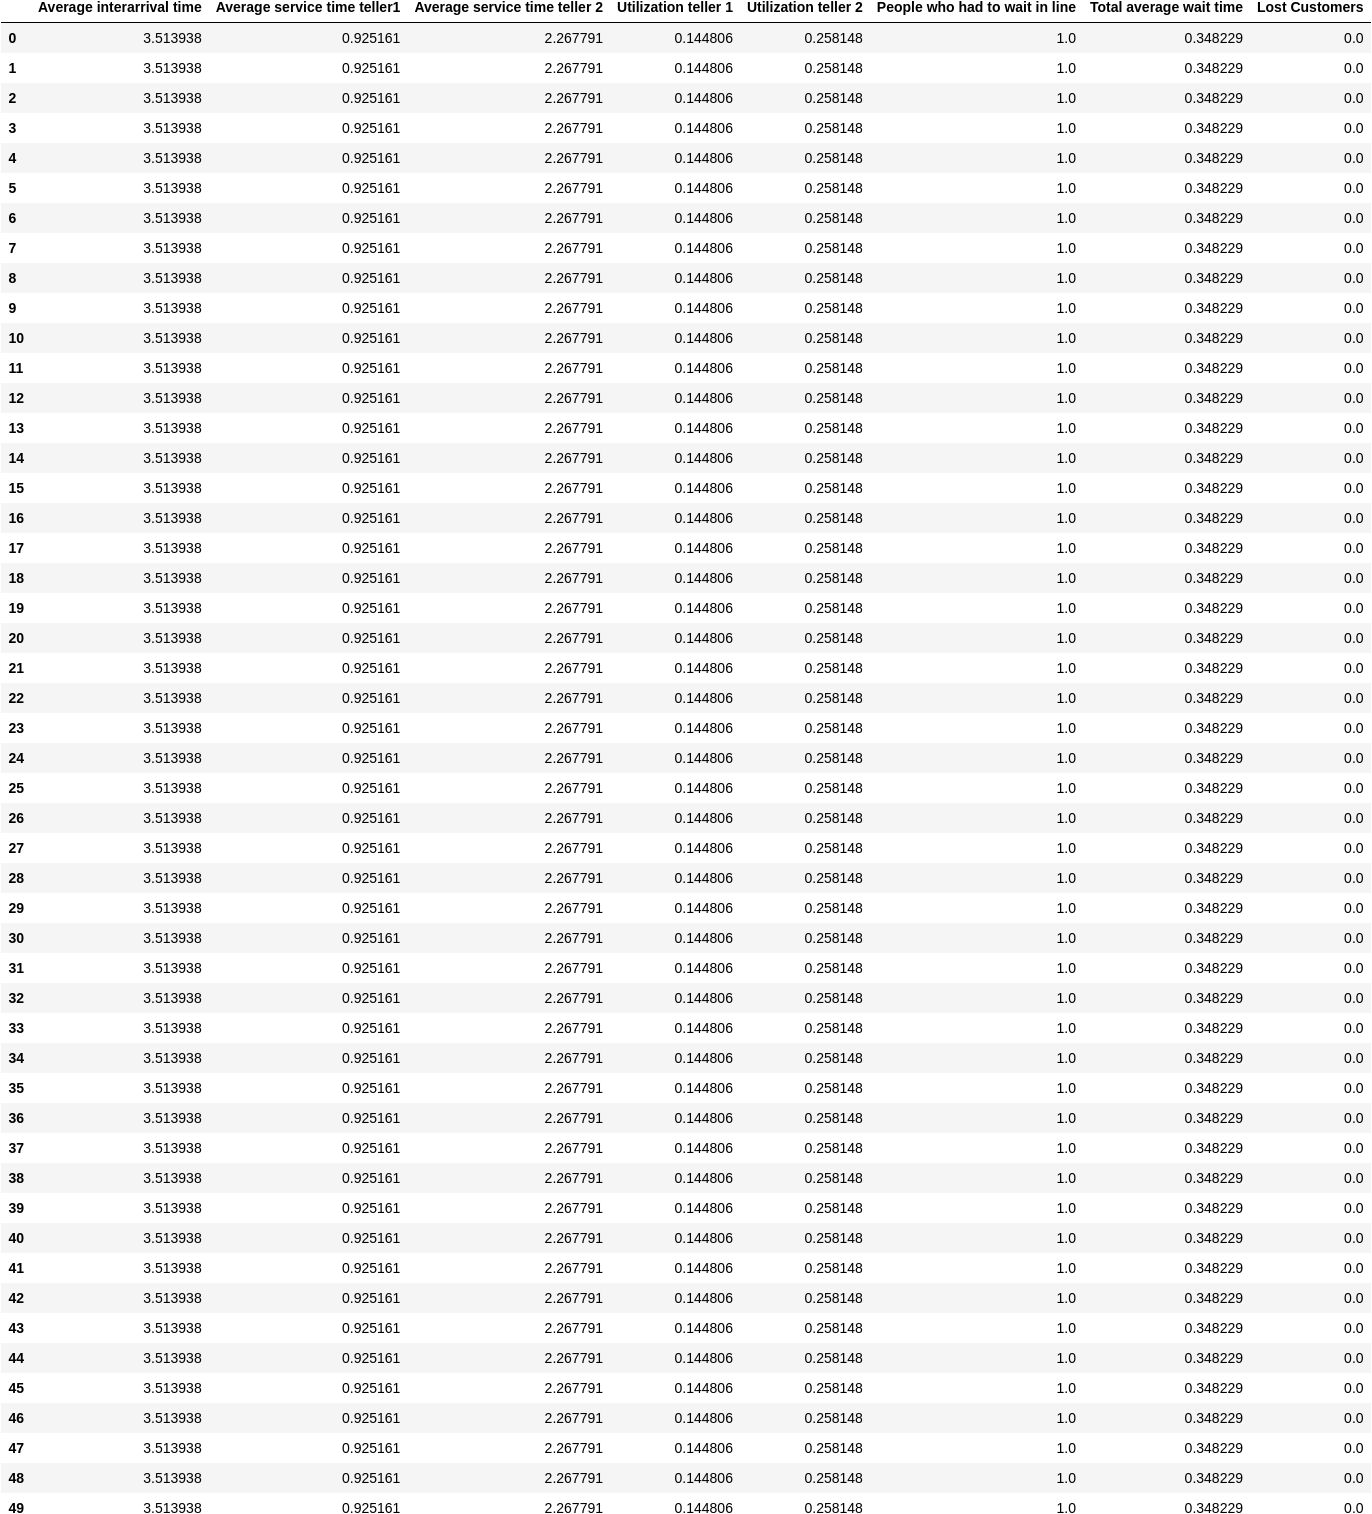 Average interarrival time Average service time teller1 Average service time teller 2 Utilization teller 1 Utilization teller 2 People who had to wait in line Total average wait time Lost Customers
0 3.513938 0.925161 2.267791 0.144806 0.258148 1.0 0.348229 0.0
1 3.513938 0.925161 2.267791 0.144806 0.258148 1.0 0.348229 0.0
2 3.513938 0.925161 2.267791 0.144806 0.258148 1.0 0.348229 0.0
3 3.513938 0.925161 2.267791 0.144806 0.258148 1.0 0.348229 0.0
4 3.513938 0.925161 2.267791 0.144806 0.258148 1.0 0.348229 0.0
5 3.513938 0.925161 2.267791 0.144806 0.258148 1.0 0.348229 0.0
6 3.513938 0.925161 2.267791 0.144806 0.258148 1.0 0.348229 0.0
7 3.513938 0.925161 2.267791 0.144806 0.258148 1.0 0.348229 0.0
8 3.513938 0.925161 2.267791 0.144806 0.258148 1.0 0.348229 0.0
9 3.513938 0.925161 2.267791 0.144806 0.258148 1.0 0.348229 0.0
10 3.513938 0.925161 2.267791 0.144806 0.258148 1.0 0.348229 0.0
11 3.513938 0.925161 2.267791 0.144806 0.258148 1.0 0.348229 0.0
12 3.513938 0.925161 2.267791 0.144806 0.258148 1.0 0.348229 0.0
13 3.513938 0.925161 2.267791 0.144806 0.258148 1.0 0.348229 0.0
14 3.513938 0.925161 2.267791 0.144806 0.258148 1.0 0.348229 0.0
15 3.513938 0.925161 2.267791 0.144806 0.258148 1.0 0.348229 0.0
16 3.513938 0.925161 2.267791 0.144806 0.258148 1.0 0.348229 0.0
17 3.513938 0.925161 2.267791 0.144806 0.258148 1.0 0.348229 0.0
18 3.513938 0.925161 2.267791 0.144806 0.258148 1.0 0.348229 0.0
19 3.513938 0.925161 2.267791 0.144806 0.258148 1.0 0.348229 0.0
20 3.513938 0.925161 2.267791 0.144806 0.258148 1.0 0.348229 0.0
21 3.513938 0.925161 2.267791 0.144806 0.258148 1.0 0.348229 0.0
22 3.513938 0.925161 2.267791 0.144806 0.258148 1.0 0.348229 0.0
23 3.513938 0.925161 2.267791 0.144806 0.258148 1.0 0.348229 0.0
24 3.513938 0.925161 2.267791 0.144806 0.258148 1.0 0.348229 0.0
25 3.513938 0.925161 2.267791 0.144806 0.258148 1.0 0.348229 0.0
26 3.513938 0.925161 2.267791 0.144806 0.258148 1.0 0.348229 0.0
27 3.513938 0.925161 2.267791 0.144806 0.258148 1.0 0.348229 0.0
28 3.513938 0.925161 2.267791 0.144806 0.258148 1.0 0.348229 0.0
29 3.513938 0.925161 2.267791 0.144806 0.258148 1.0 0.348229 0.0
30 3.513938 0.925161 2.267791 0.144806 0.258148 1.0 0.348229 0.0
31 3.513938 0.925161 2.267791 0.144806 0.258148 1.0 0.348229 0.0
32 3.513938 0.925161 2.267791 0.144806 0.258148 1.0 0.348229 0.0
33 3.513938 0.925161 2.267791 0.144806 0.258148 1.0 0.348229 0.0
34 3.513938 0.925161 2.267791 0.144806 0.258148 1.0 0.348229 0.0
35 3.513938 0.925161 2.267791 0.144806 0.258148 1.0 0.348229 0.0
36 3.513938 0.925161 2.267791 0.144806 0.258148 1.0 0.348229 0.0
37 3.513938 0.925161 2.267791 0.144806 0.258148 1.0 0.348229 0.0
38 3.513938 0.925161 2.267791 0.144806 0.258148 1.0 0.348229 0.0
39 3.513938 0.925161 2.267791 0.144806 0.258148 1.0 0.348229 0.0
40 3.513938 0.925161 2.267791 0.144806 0.258148 1.0 0.348229 0.0
41 3.513938 0.925161 2.267791 0.144806 0.258148 1.0 0.348229 0.0
42 3.513938 0.925161 2.267791 0.144806 0.258148 1.0 0.348229 0.0
43 3.513938 0.925161 2.267791 0.144806 0.258148 1.0 0.348229 0.0
44 3.513938 0.925161 2.267791 0.144806 0.258148 1.0 0.348229 0.0
45 3.513938 0.925161 2.267791 0.144806 0.258148 1.0 0.348229 0.0
46 3.513938 0.925161 2.267791 0.144806 0.258148 1.0 0.348229 0.0
47 3.513938 0.925161 2.267791 0.144806 0.258148 1.0 0.348229 0.0
48 3.513938 0.925161 2.267791 0.144806 0.258148 1.0 0.348229 0.0
49 3.513938 0.925161 2.267791 0.144806 0.258148 1.0 0.348229 0.0